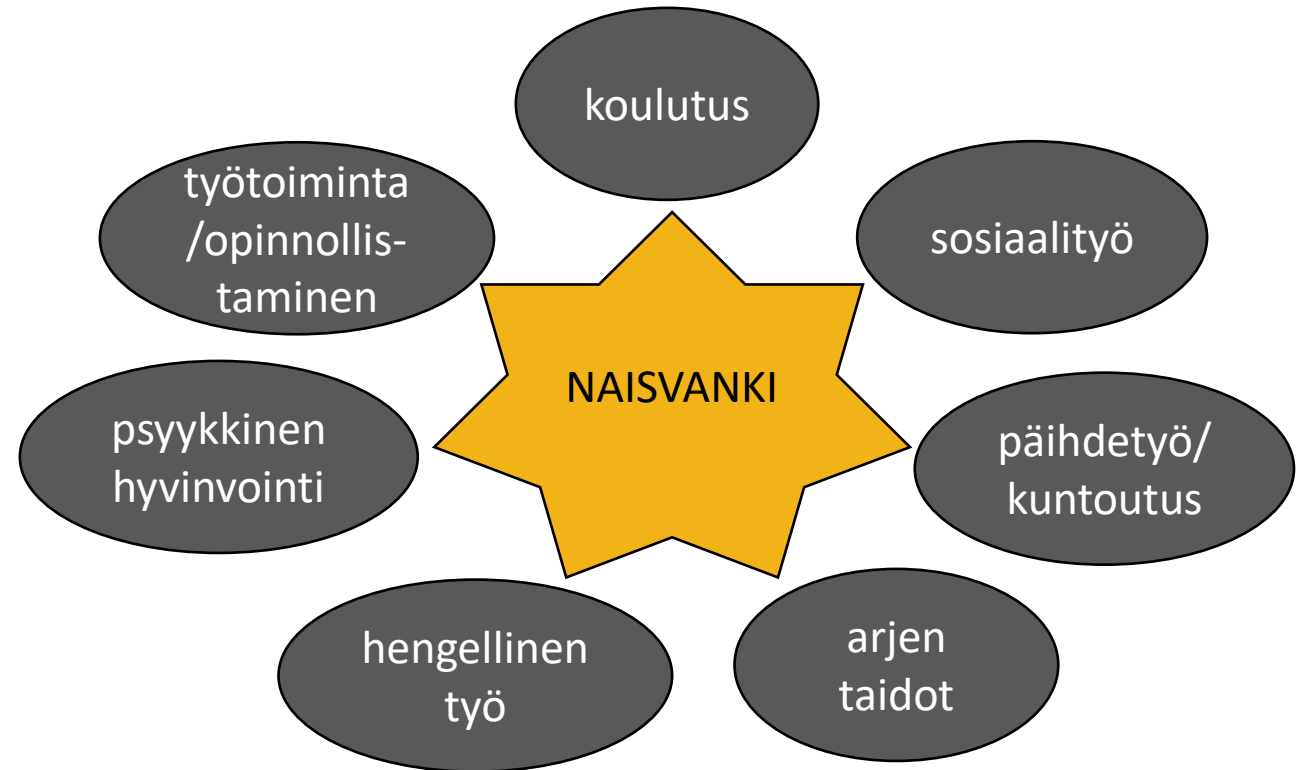 koulutus
työtoiminta
/opinnollis-
taminen
sosiaalityö
NAISVANKI
psyykkinen
hyvinvointi
päihdetyö/
kuntoutus
hengellinen
työ
arjen
taidot